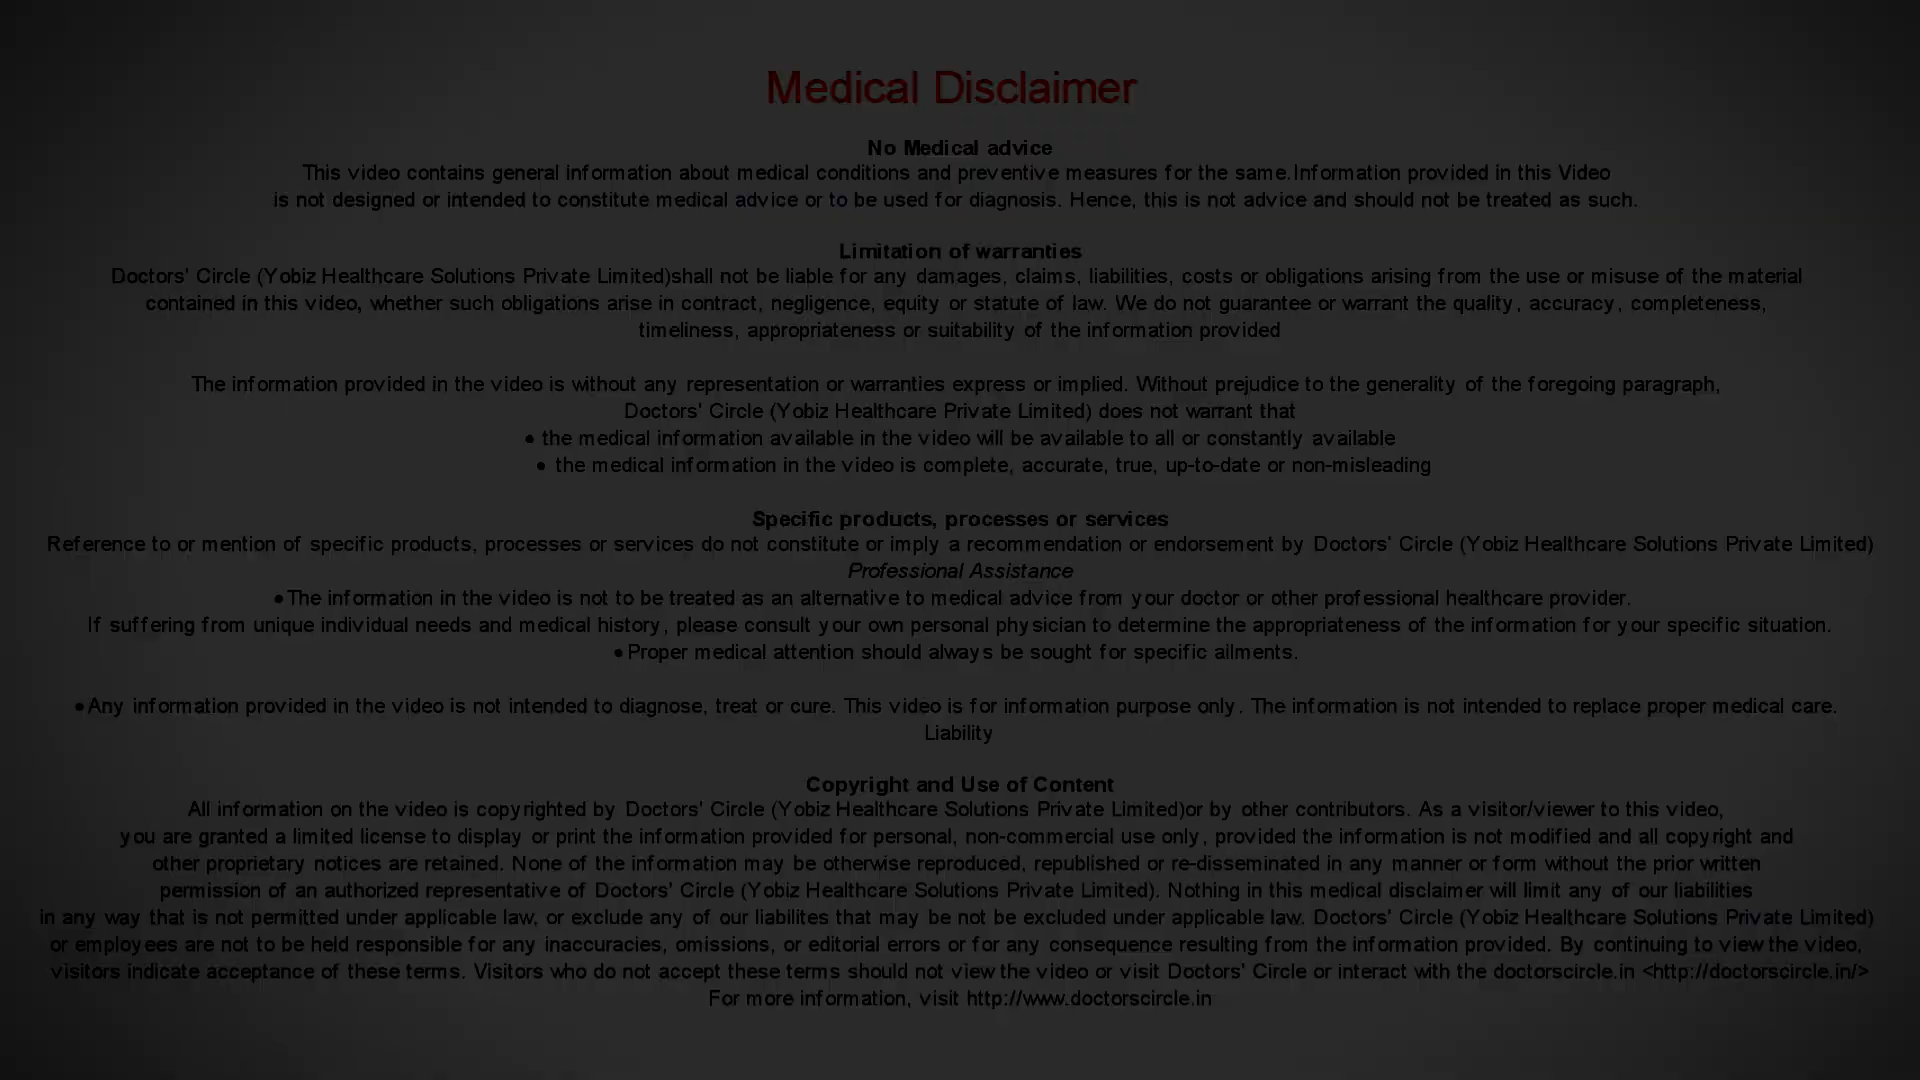 Medical Disclaimer
No Medical advice
This video contains general information about medical conditions and preventive measures for the same.Information provided in this Video
is not designed or intended to constitute medical advice or to be used for diagnosis. Hence, this is not advice and should not be treated as such.
Limitation of warranties
Doctors' Circle (Yobiz Healthcare Solutions Private Limited)shall not be liable for any damages, claims, liabilities, costs or obligations arising from the use or misuse of the material
contained in this video, whether such obligations arise in contract, negligence, equity or statute of law. We do not guarantee or warrant the quality, accuracy, completeness,
timeliness, appropriateness or suitability of the information provided
The information provided in the video is without any representation or warranties express or implied. Without prejudice to the generality of the foregoing paragraph,
Doctors' Circle (Yobiz Healthcare Private Limited) does not warrant that
• the medical information available in the video will be available to all or constantly available
• the medical information in the video is complete, accurate, true, up-to-date or non-misleading
Specific products, processes or services
Reference to or mention of specific products, processes or services do not constitute or imply a recommendation or endorsement by Doctors' Circle (Yobiz Healthcare Solutions Private Limited)
Professional Assistance
•The information in the video is not to be treated as an alternative to medical advice from your doctor or other professional healthcare provider.
If suffering from unique individual needs and medical history, please consult your own personal physician to determine the appropriateness of the information for your specific situation.
•Proper medical attention should always be sought for specific ailments.
•Any information provided in the video is not intended to diagnose, treat or cure. This video is for information purpose only. The information is not intended to replace proper medical care.
Liability
Copyright and Use of Content
All information on the video is copyrighted by Doctors' Circle (Yobiz Healthcare Solutions Private Limited)or by other contributors. As a visitor/viewer to this video,
you are granted a limited license to display or print the information provided for personal, non-commercial use only, provided the information is not modified and all copyright and
other proprietary notices are retained. None of the information may be otherwise reproduced, republished or re-disseminated in any manner or form without the prior written
permission of an authorized representative of Doctors' Circle (Yobiz Healthcare Solutions Private Limited). Nothing in this medical disclaimer will limit any of our liabilities
in any way that is not permitted under applicable law, or exclude any of our liabilites that may be not be excluded under applicable law. Doctors' Circle (Yobiz Healthcare Solutions Private Limited)
or employees are not to be held responsible for any inaccuracies, omissions, or editorial errors or for any consequence resulting from the information provided. By continuing to view the video,
visitors indicate acceptance of these terms. Visitors who do not accept these terms should not view the video or visit Doctors' Circle or interact with the doctorscircle.in <http://doctorscircle.in/>
For more information, visit http://www.doctorscircle.in